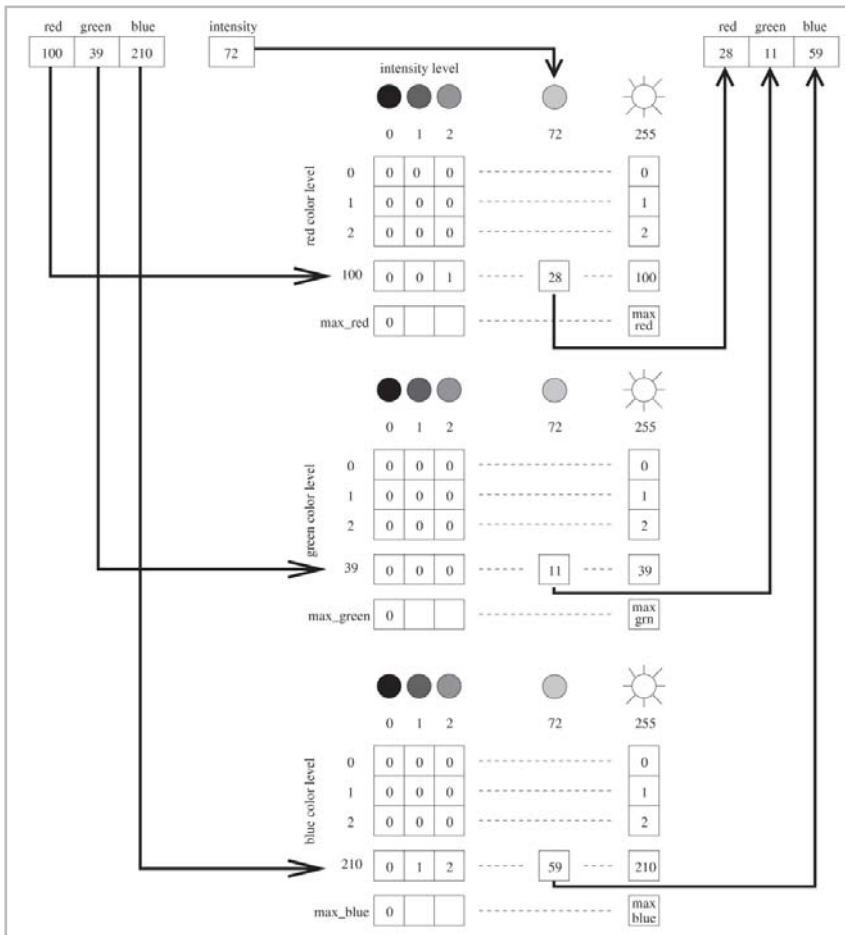 red green blue intensity red green blue
100 39 210 72 28 11 59
intensity level
0 1 2 72 255
red color level
0 0 0 0 0
1 0 0 0 1
2 0 0 0 2
100 0 0 1 28 100
max_red 0 max red
0 1 2 72 255
green color level
0 0 0 0 0
1 0 0 0 1
2 0 0 0 2
39 0 0 0 11 39
max_green 0 max grn
0 1 2 72 255
blue color level
0 0 0 0 0
1 0 0 0 1
2 0 0 0 2
210 0 1 2 59 210
max_blue 0 max blue